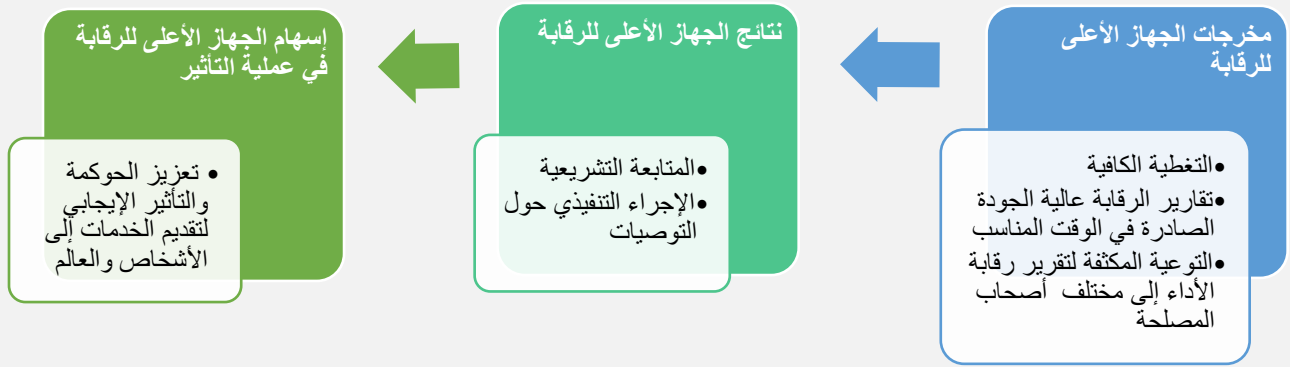 مخرجات الجهاز الأعلى
للرقابة
•التغطية الكافية
•تقارير الرقابة عالية الجودة
الصادرة في الوقت المناسب
•التوعية المكثفة لتقرير رقابة
الأداء إلى مختلف أصحاب
المصلحة
نتائج الجهاز الأعلى للرقابة
•المتابعة التشريعية
•الإجراء التنفيذي حول
التوصيات
إسهام الجهاز الأعلى للرقابة
في عملية التأثير
• تعزيز الحوكمة
والتأثير الإيجابي
لتقديم الخدمات إلى
الأشخاص والعالم